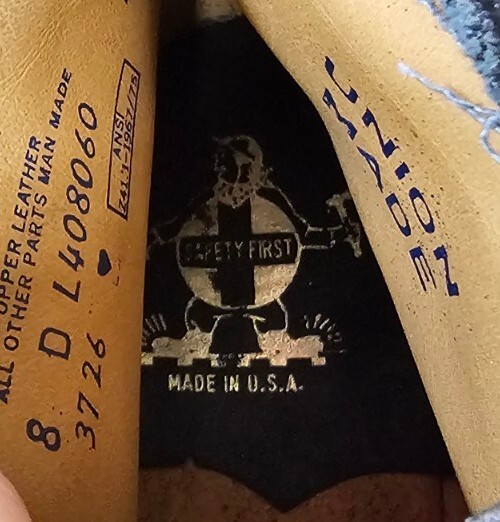 UPPER LEATHER
ALL OTHER PARTS MAN MADE
8 D L408060
3726
ANSI
Z41.1-1967/75
SAFETY FIRST
MADE IN U.S.A.
UNION
MADE